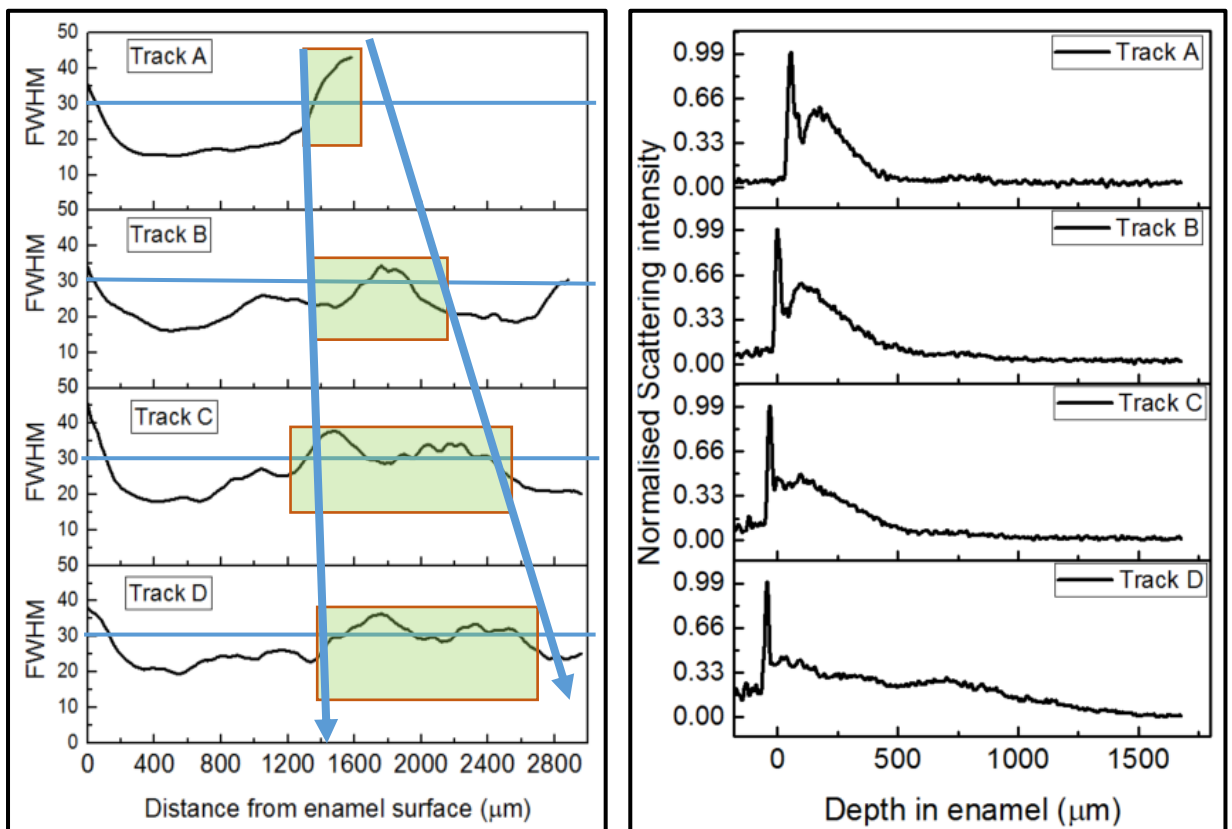 50
40
30
20
10
FWHM
Track A
50
40
30
20
10
FWHM
Track B
50
40
30
20
10
FWHM
Track C
50
40
30
20
10
0
FWHM
Track D
0 400 800 1200 1600 2000 2400 2800
Distance from enamel surface (μm)
Normalised Scattering intensity
0.99
0.66
0.33
0.00
Track A
0.99
0.66
0.33
0.00
Track B
0.99
0.66
0.33
0.00
Track C
0.99
0.66
0.33
0.00
Track D
0 500 1000 1500
Depth in enamel (μm)